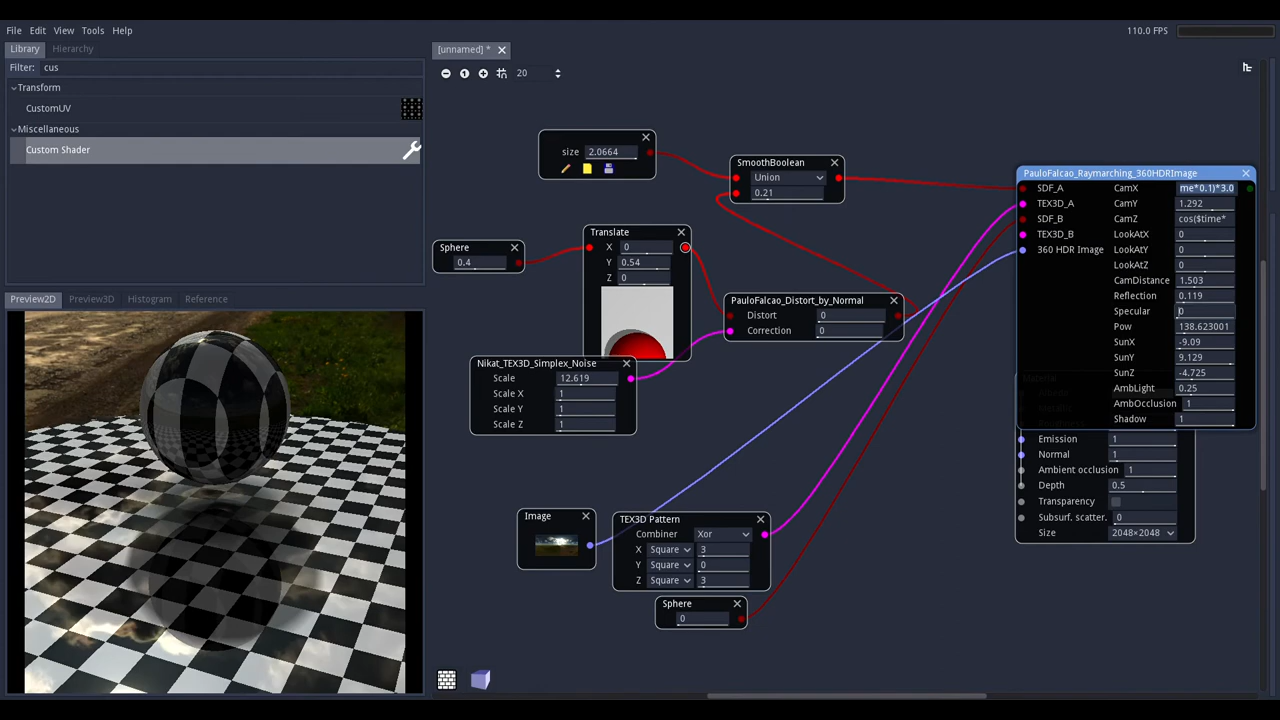 File Edit View Tools Help
110.0 FPS
Library Hierarchy
[unnamed] *
Filter: cus
20
Transform
CustomUV
Miscellaneous
Custom Shader
size 2.0664
SmoothBoolean
Union
0.21
PauloFalcao_Raymarching_360HDRImage
SDF_A CamX me*0.1)*3.0
TEX3D_A CamY 1.292
SDF_B CamZ cos($time*
TEX3D_B LookAtX 0
360 HDR Image LookAtY 0
LookAtZ 0
CamDistance 1.503
Reflection 0.119
Specular 0
Pow 138.623001
SunX -9.09
SunY 9.129
SunZ -4.725
AmbLight 0.25
AmbOcclusion 1
Shadow 1
Sphere
0.4
Translate
X 0
Y 0.54
Z 0
Preview2D Preview3D Histogram Reference
PauloFalcao_Distort_by_Normal
Distort 0
Correction 0
Nikat_TEX3D_Simplex_Noise
Scale 12.619
Scale X 1
Scale Y 1
Scale Z 1
Material
Emission 1
Normal 1
Ambient occlusion 1
Depth 0.5
Transparency
Subsurf. scatter. 0
Size 2048×2048
Image
TEX3D Pattern
Combiner Xor
X Square 3
Y Square 0
Z Square 3
Sphere
0